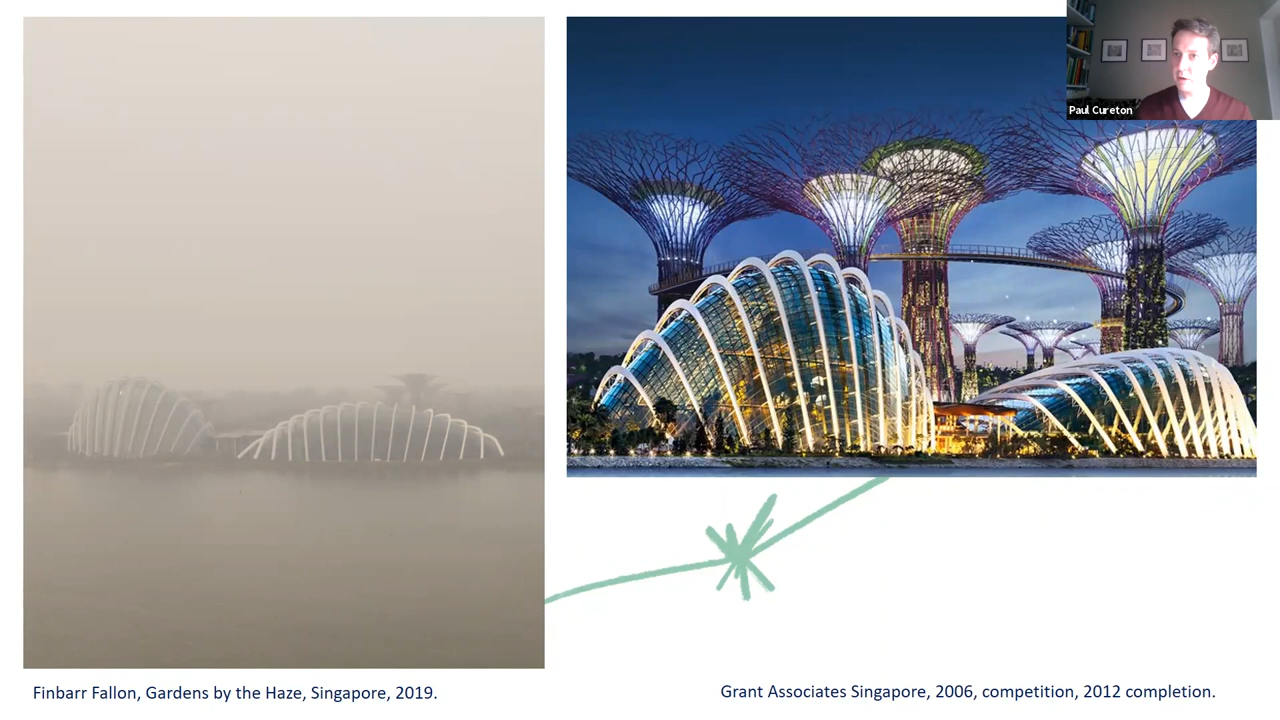 Paul Cureton
Finbarr Fallon, Gardens by the Haze, Singapore, 2019.
Grant Associates Singapore, 2006, competition, 2012 completion.